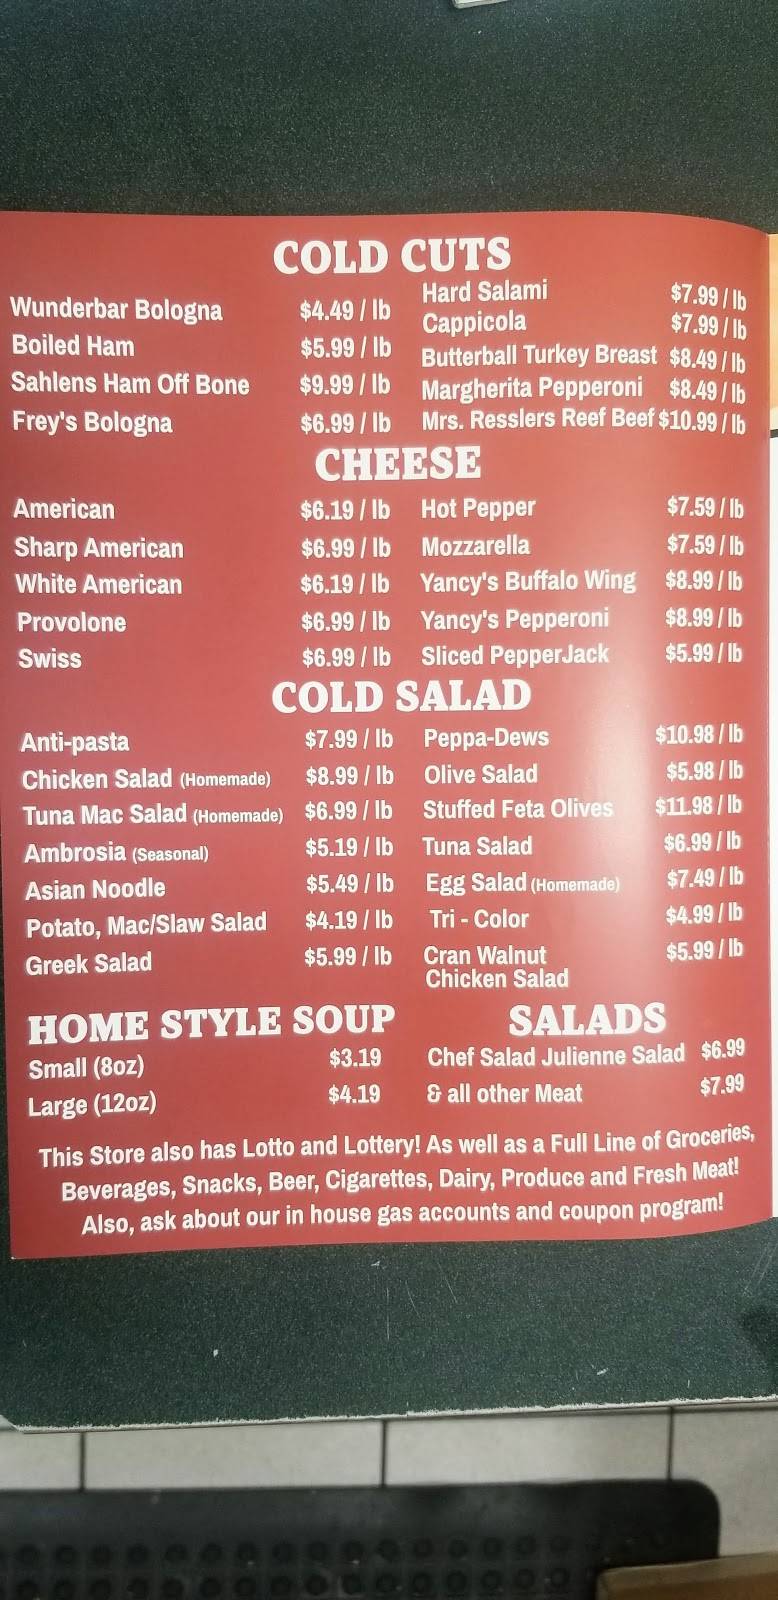 COLD CUTS
Wunderbar Bologna $4.49 / lb
Boiled Ham $5.99 / lb
Sahlens Ham Off Bone $9.99 / lb
Frey's Bologna $6.99 / lb
Hard Salami $7.99 / lb
Cappicola $7.99 / lb
Butterball Turkey Breast $8.49 / lb
Margherita Pepperoni $8.49 / lb
Mrs. Resslers Reef Beef $10.99 / lb
CHEESE
American $6.19 / lb
Sharp American $6.99 / lb
White American $6.19 / lb
Provolone $6.99 / lb
Swiss $6.99 / lb
Hot Pepper $7.59 / lb
Mozzarella $7.59 / lb
Yancy's Buffalo Wing $8.99 / lb
Yancy's Pepperoni $8.99 / lb
Sliced PepperJack $5.99 / lb
COLD SALAD
Anti-pasta $7.99 / lb
Chicken Salad (Homemade) $8.99 / lb
Tuna Mac Salad (Homemade) $6.99 / lb
Ambrosia (Seasonal) $5.19 / lb
Asian Noodle $5.49 / lb
Potato, Mac/Slaw Salad $4.19 / lb
Greek Salad $5.99 / lb
Peppa-Dews $10.98 / lb
Olive Salad $5.98 / lb
Stuffed Feta Olives $11.98 / lb
Tuna Salad $6.99 / lb
Egg Salad (Homemade) $7.49 / lb
Tri - Color $4.99 / lb
Cran Walnut $5.99 / lb
Chicken Salad
HOME STYLE SOUP
Small (8oz) $3.19
Large (12oz) $4.19
SALADS
Chef Salad Julienne Salad $6.99
& all other Meat $7.99
This Store also has Lotto and Lottery! As well as a Full Line of Groceries,
Beverages, Snacks, Beer, Cigarettes, Dairy, Produce and Fresh Meat!
Also, ask about our in house gas accounts and coupon program!